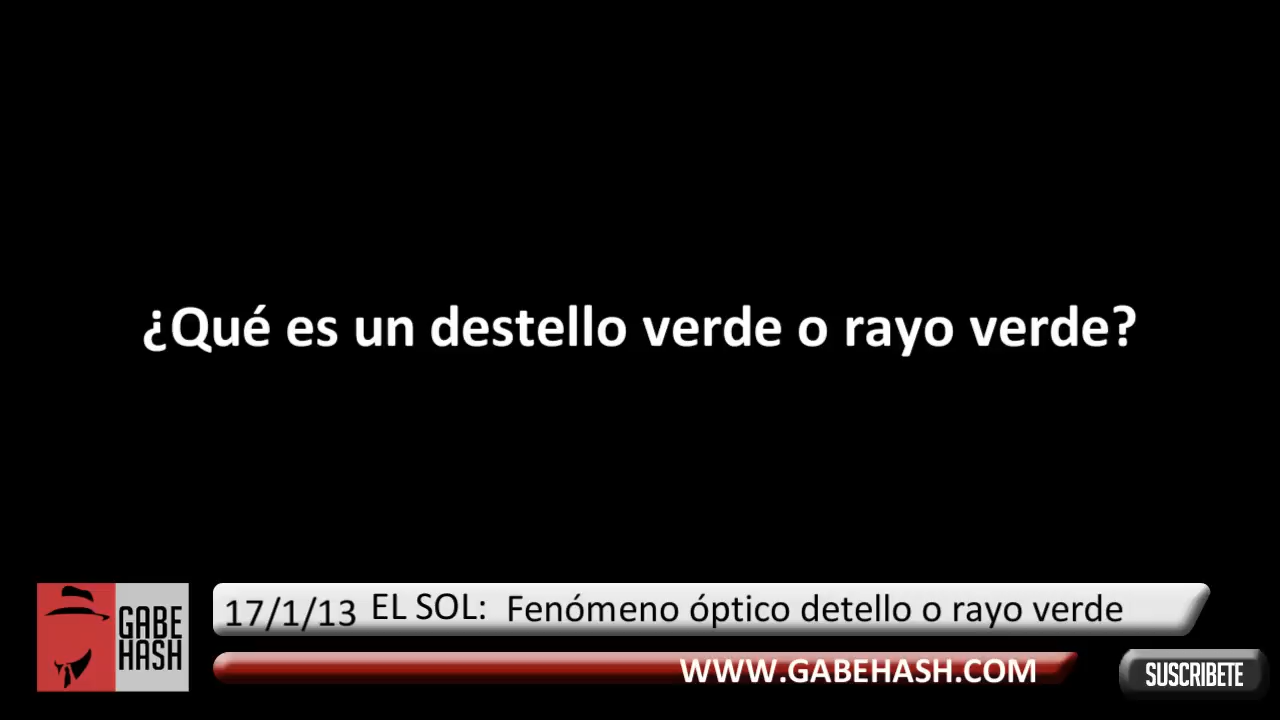 ¿Qué es un destello verde o rayo verde?
GABE
HASH
17/1/13 EL SOL: Fenómeno óptico detello o rayo verde
WWW.GABEHASH.COM
SUSCRIBETE